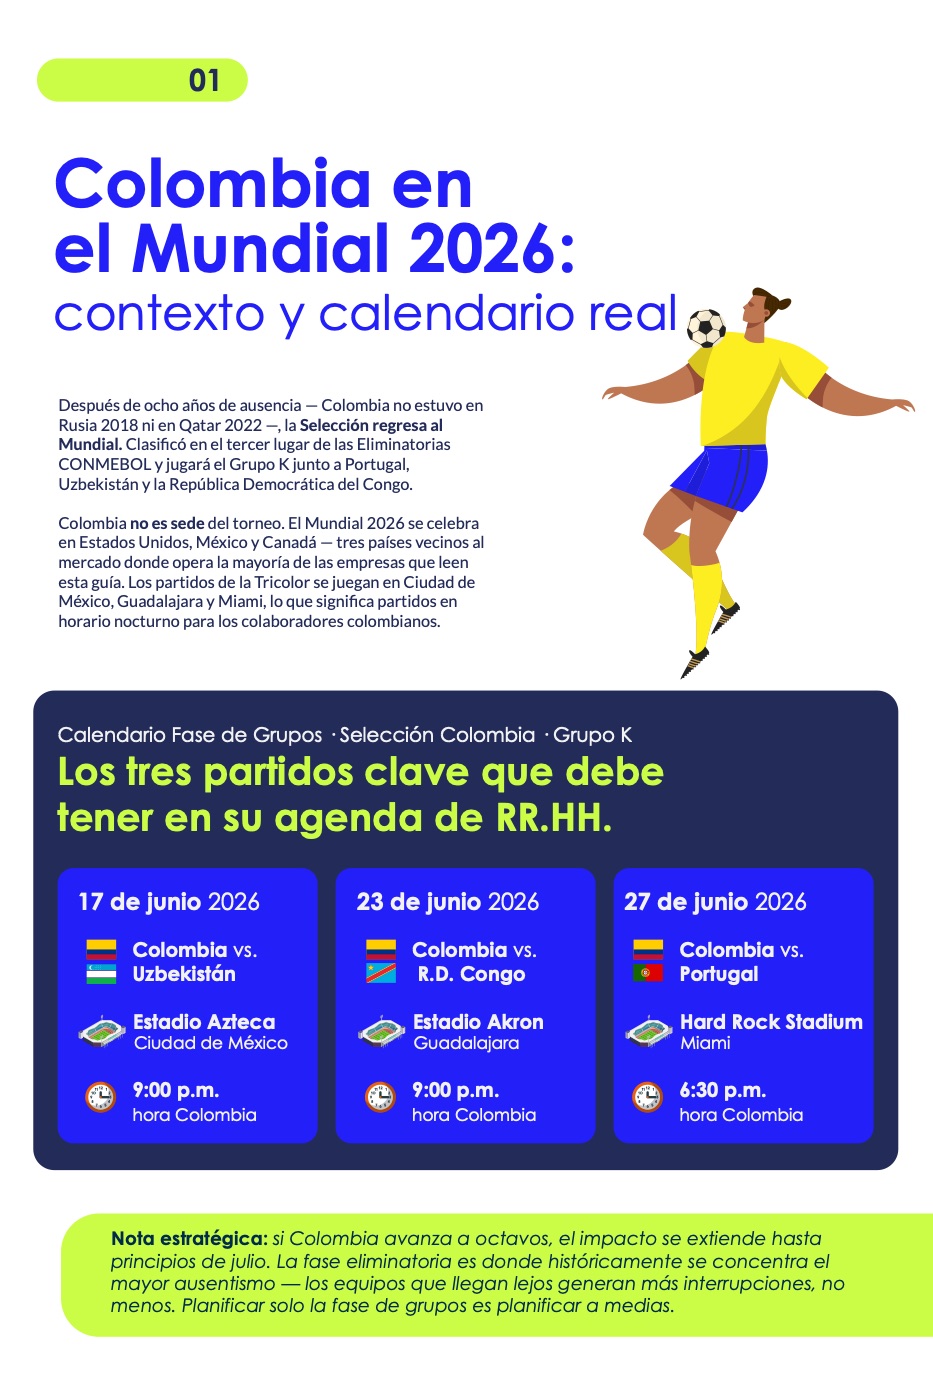 01
Colombia en
el Mundial 2026:
contexto y calendario real
Después de ocho años de ausencia — Colombia no estuvo en
Rusia 2018 ni en Qatar 2022 —, la Selección regresa al
Mundial. Clasificó en el tercer lugar de las Eliminatorias
CONMEBOL y jugará el Grupo K junto a Portugal,
Uzbekistán y la República Democrática del Congo.
Colombia no es sede del torneo. El Mundial 2026 se celebra
en Estados Unidos, México y Canadá — tres países vecinos al
mercado donde opera la mayoría de las empresas que leen
esta guía. Los partidos de la Tricolor se juegan en Ciudad de
México, Guadalajara y Miami, lo que significa partidos en
horario nocturno para los colaboradores colombianos.
Calendario Fase de Grupos · Selección Colombia · Grupo K
Los tres partidos clave que debe
tener en su agenda de RR.HH.
17 de junio 2026
Colombia vs.
Uzbekistán
Estadio Azteca
Ciudad de México
9:00 p.m.
hora Colombia
23 de junio 2026
Colombia vs.
R.D. Congo
Estadio Akron
Guadalajara
9:00 p.m.
hora Colombia
27 de junio 2026
Colombia vs.
Portugal
Hard Rock Stadium
Miami
6:30 p.m.
hora Colombia
Nota estratégica: si Colombia avanza a octavos, el impacto se extiende hasta
principios de julio. La fase eliminatoria es donde históricamente se concentra el
mayor ausentismo — los equipos que llegan lejos generan más interrupciones, no
menos. Planificar solo la fase de grupos es planificar a medias.